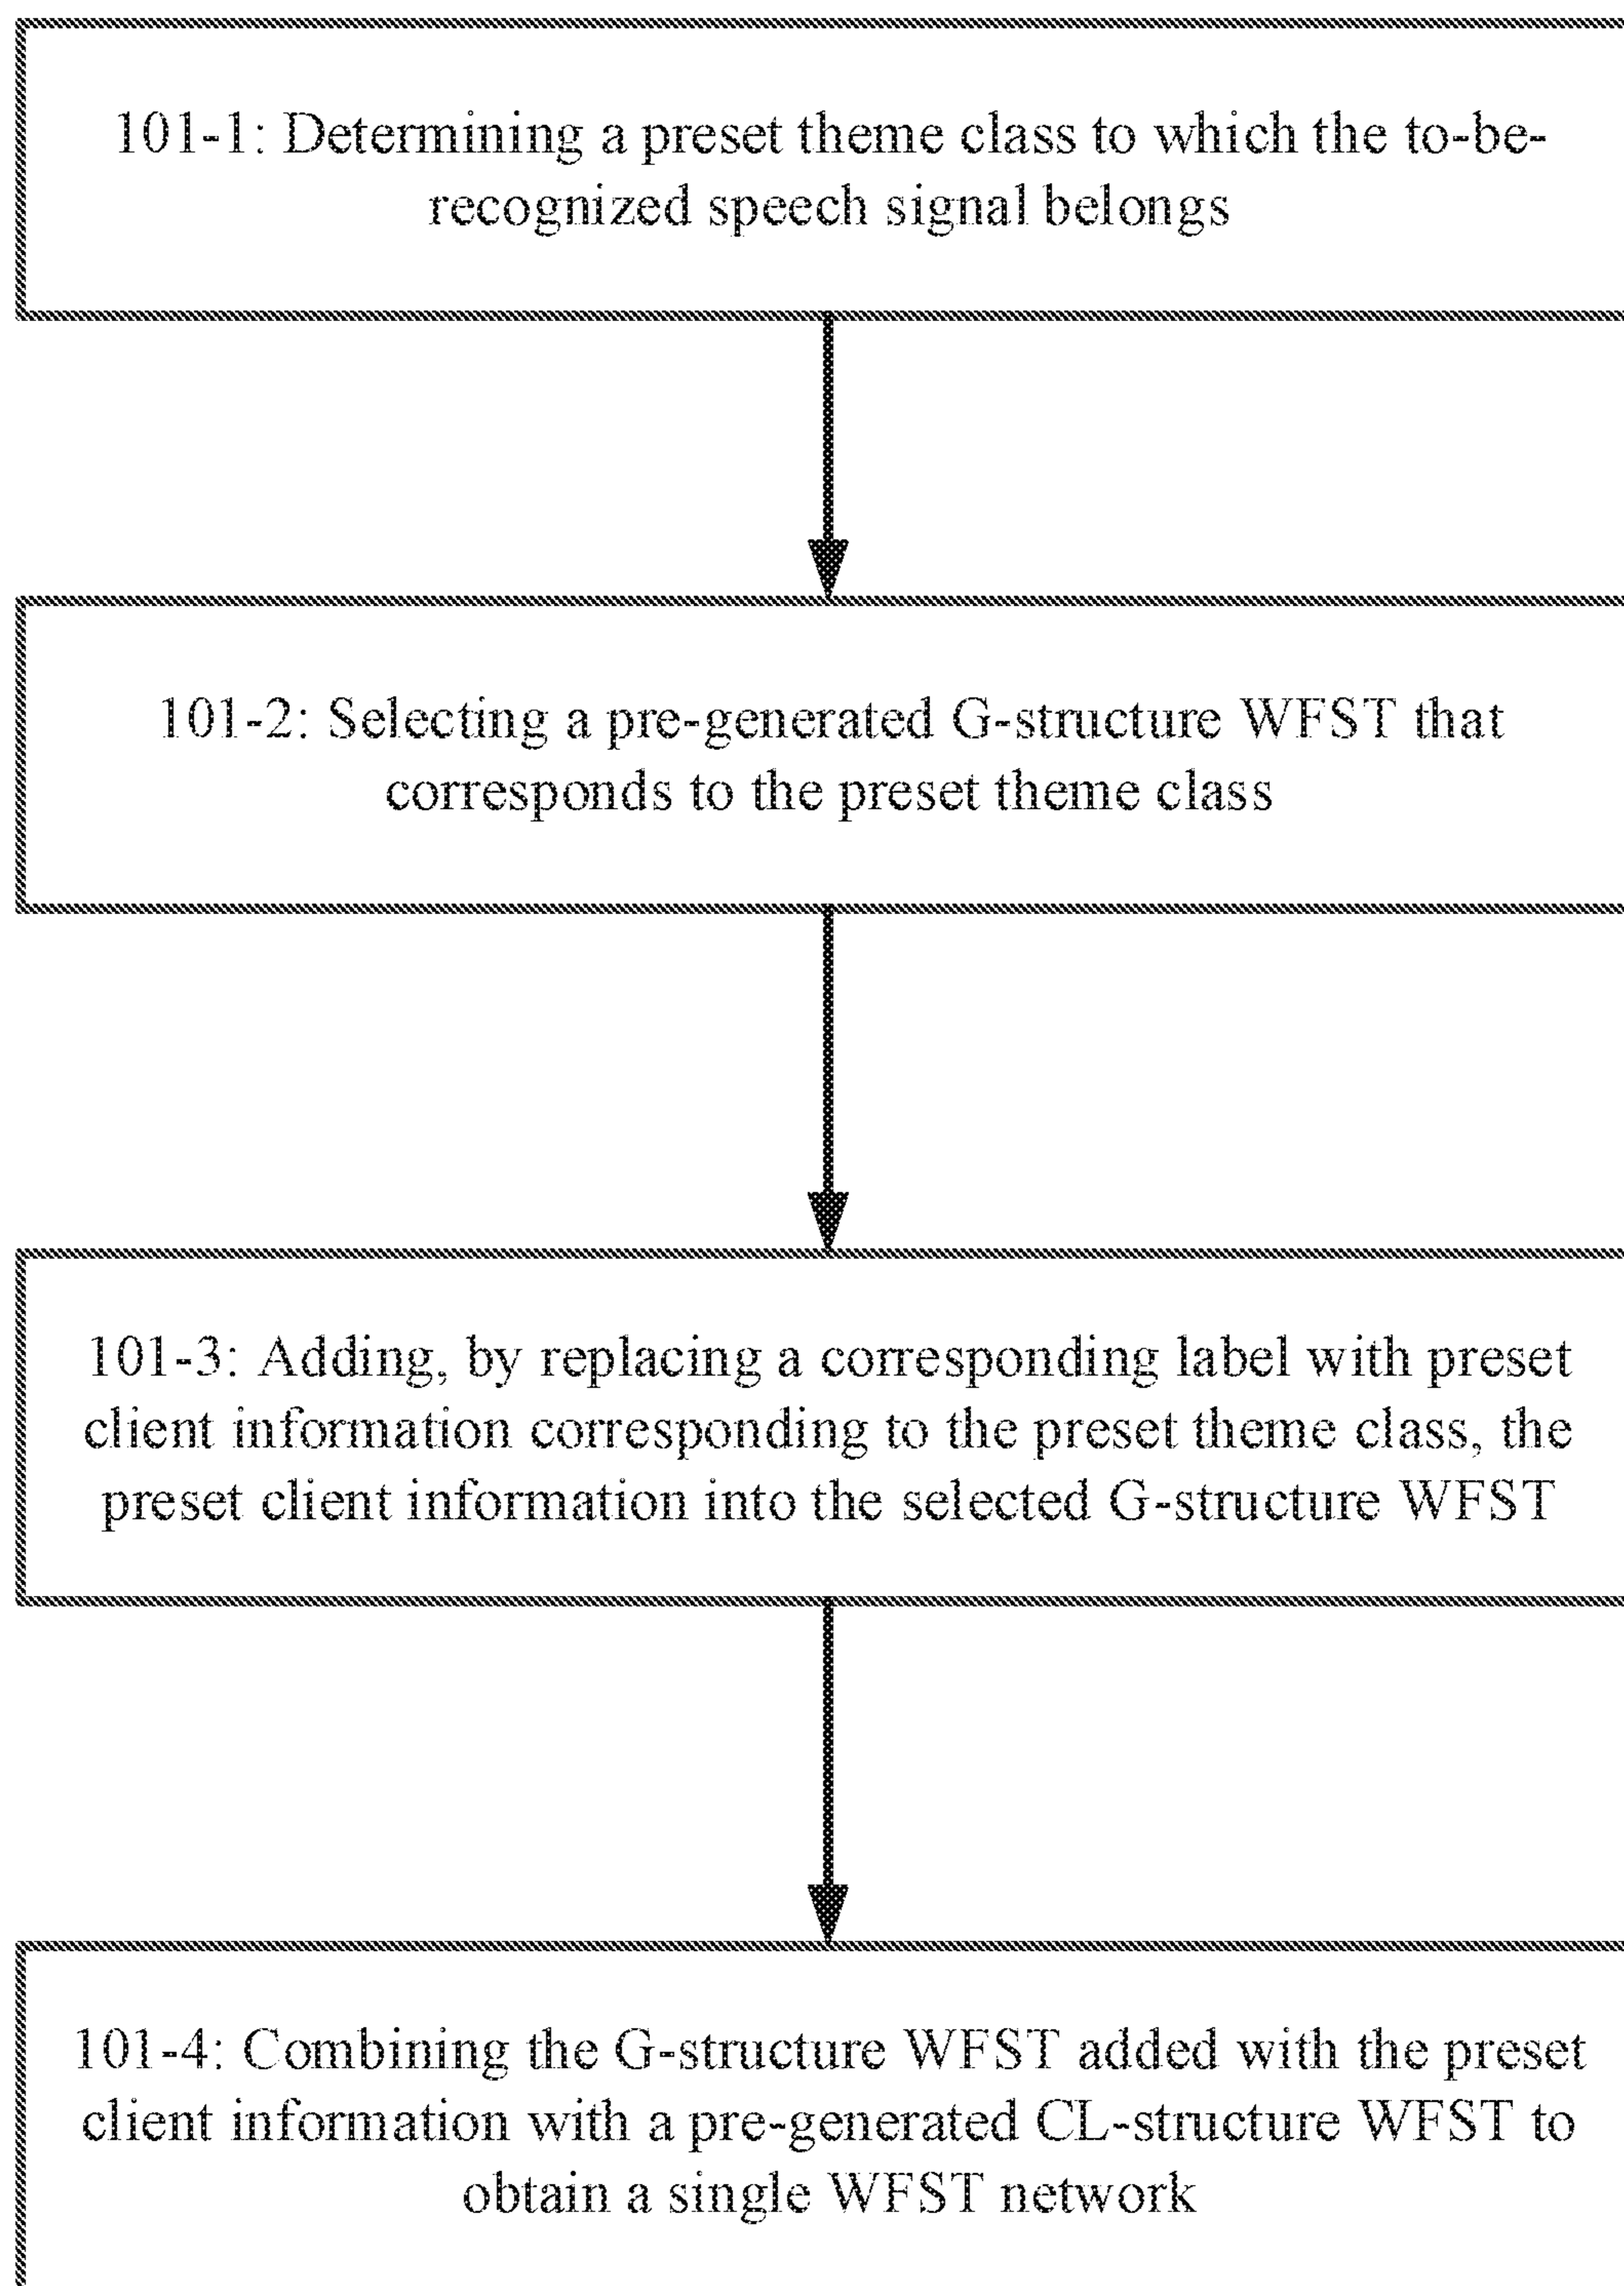 101-1: Determining a preset theme class to which the to-be-
recognized speech signal belongs
101-2: Selecting a pre-generated G-structure WFST that
corresponds to the preset theme class
101-3: Adding, by replacing a corresponding label with preset
client information corresponding to the preset theme class, the
preset client information into the selected G-structure WFST
101-4: Combining the G-structure WFST added with the preset
client information with a pre-generated CL-structure WFST to
obtain a single WFST network